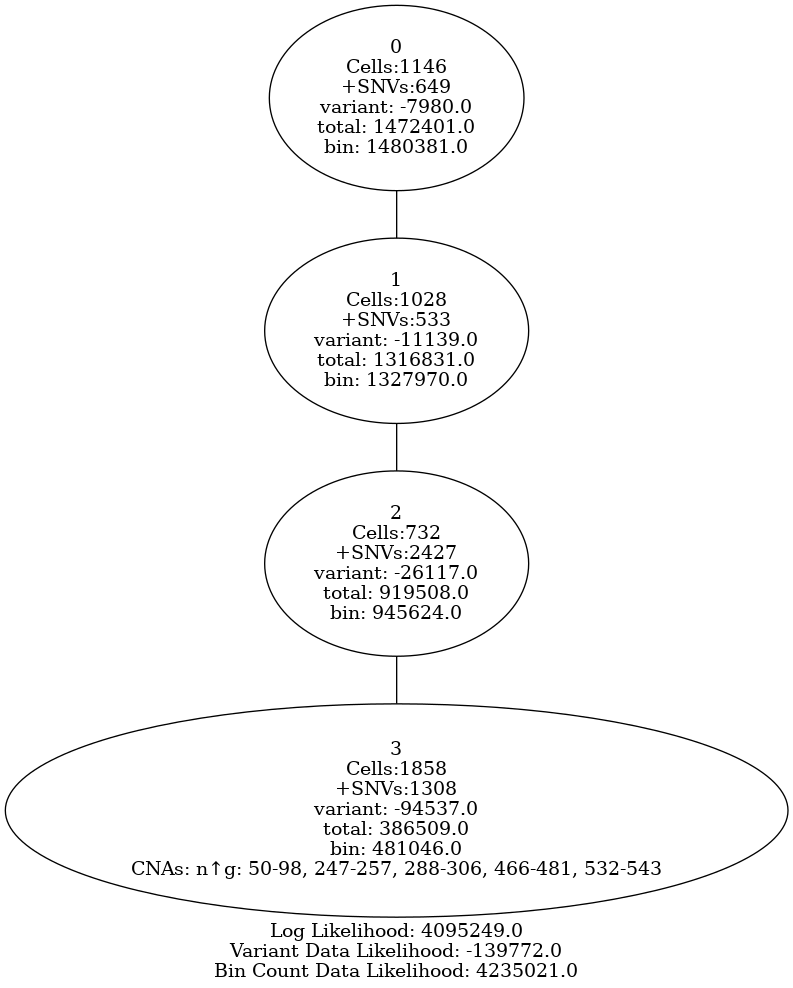 0
Cells:1146
+SNVs:649
variant: -7980.0
total: 1472401.0
bin: 1480381.0
1
Cells:1028
+SNVs:533
variant: -11139.0
total: 1316831.0
bin: 1327970.0
2
Cells:732
+SNVs:2427
variant: -26117.0
total: 919508.0
bin: 945624.0
3
Cells:1858
+SNVs:1308
variant: -94537.0
total: 386509.0
bin: 481046.0
CNAs: n↑g: 50-98, 247-257, 288-306, 466-481, 532-543
Log Likelihood: 4095249.0
Variant Data Likelihood: -139772.0
Bin Count Data Likelihood: 4235021.0